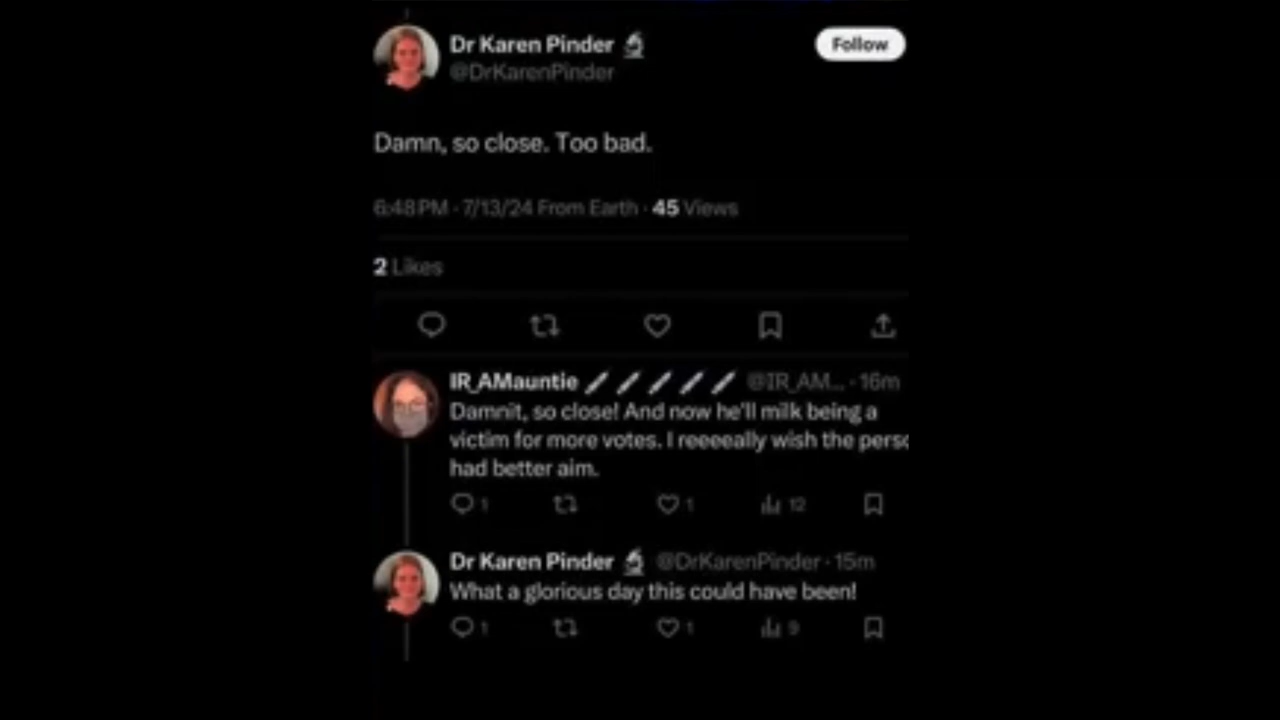 Dr Karen Pinder
Follow
@DrKarenPinder
Damn, so close. Too bad.
6:48 PM · 7/13/24 From Earth · 45 Views
2 Likes
IR_AMauntie @IR_AM... · 16m
Damnit, so close! And now he'll milk being a
victim for more votes. I reeeeally wish the perso
had better aim.
1 1 12
Dr Karen Pinder @DrKarenPinder · 15m
What a glorious day this could have been!
1 1 9